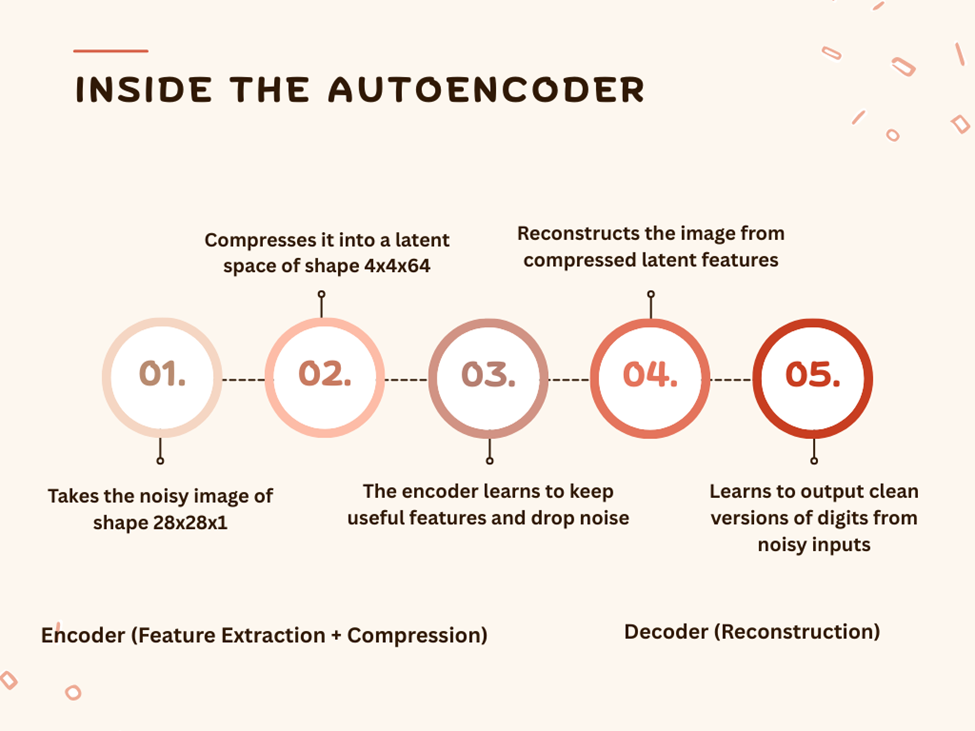 INSIDE THE AUTOENCODER
Compresses it into a latent
space of shape 4x4x64
Reconstructs the image from
compressed latent features
01.
02.
03.
04.
05.
Takes the noisy image of
shape 28x28x1
The encoder learns to keep
useful features and drop noise
Learns to output clean
versions of digits from
noisy inputs
Encoder (Feature Extraction + Compression)
Decoder (Reconstruction)